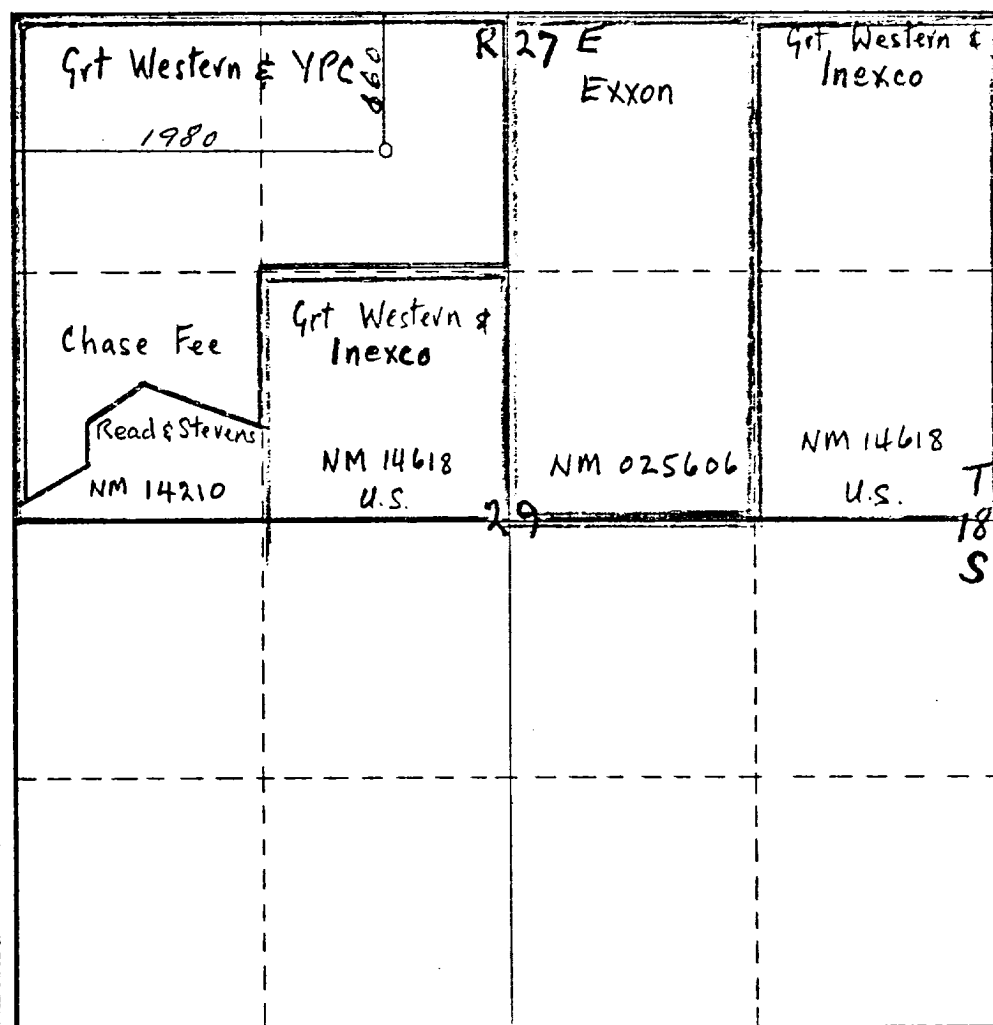 Grt Western & YPC
660
1980
R 27 E
Exxon
Grt Western &
Inexco
Chase Fee
Read & Stevens
NM 14210
Grt Western &
Inexco
NM 14618
U.S.
NM 025606
NM 14618
U.S.
29
T
18
S